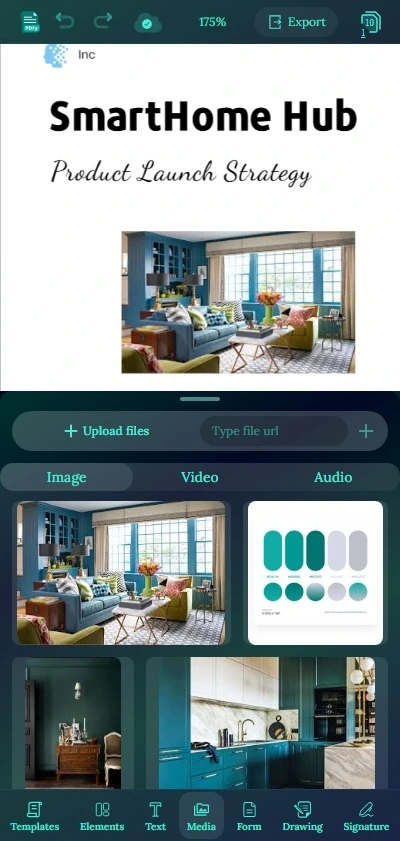 175%
Export
10
1
Inc
SmartHome Hub
Product Launch Strategy
Upload files
Type file url
Image
Video
Audio
Templates
Elements
Text
Media
Form
Drawing
Signature